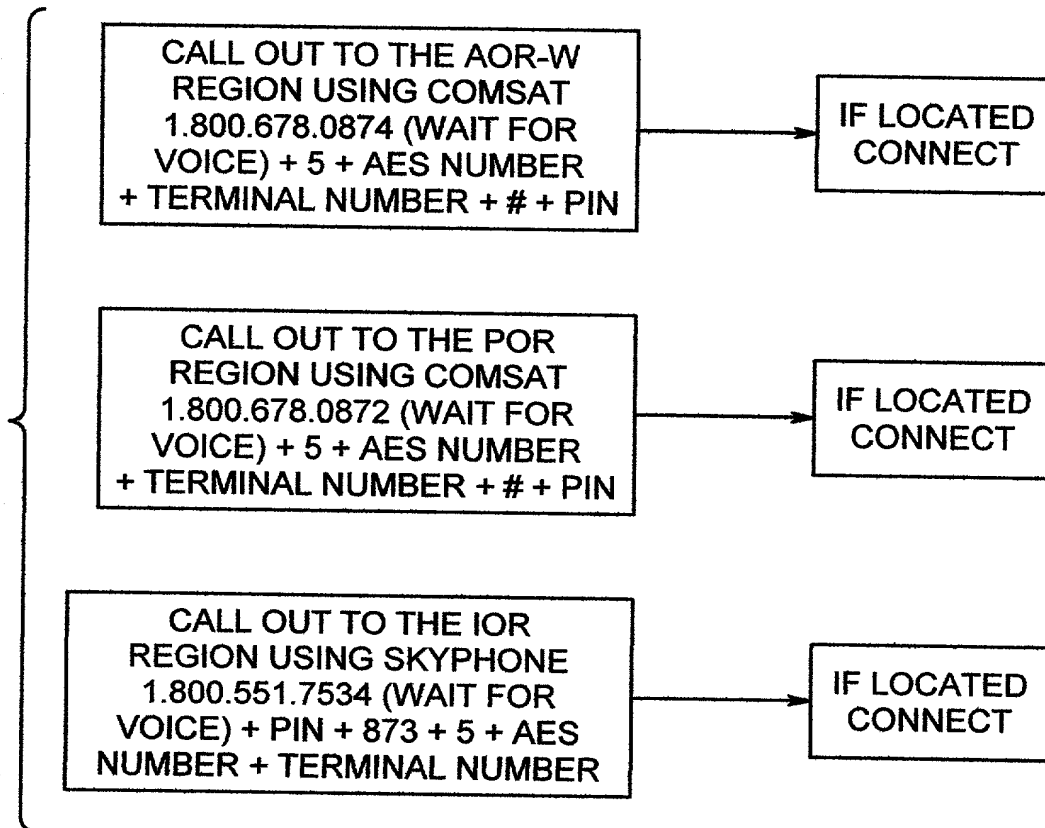 CALL OUT TO THE AOR-W
REGION USING COMSAT
1.800.678.0874 (WAIT FOR
VOICE) + 5 + AES NUMBER
+ TERMINAL NUMBER + # + PIN
IF LOCATED
CONNECT
CALL OUT TO THE POR
REGION USING COMSAT
1.800.678.0872 (WAIT FOR
VOICE) + 5 + AES NUMBER
+ TERMINAL NUMBER + # + PIN
IF LOCATED
CONNECT
CALL OUT TO THE IOR
REGION USING SKYPHONE
1.800.551.7534 (WAIT FOR
VOICE) + PIN + 873 + 5 + AES
NUMBER + TERMINAL NUMBER
IF LOCATED
CONNECT